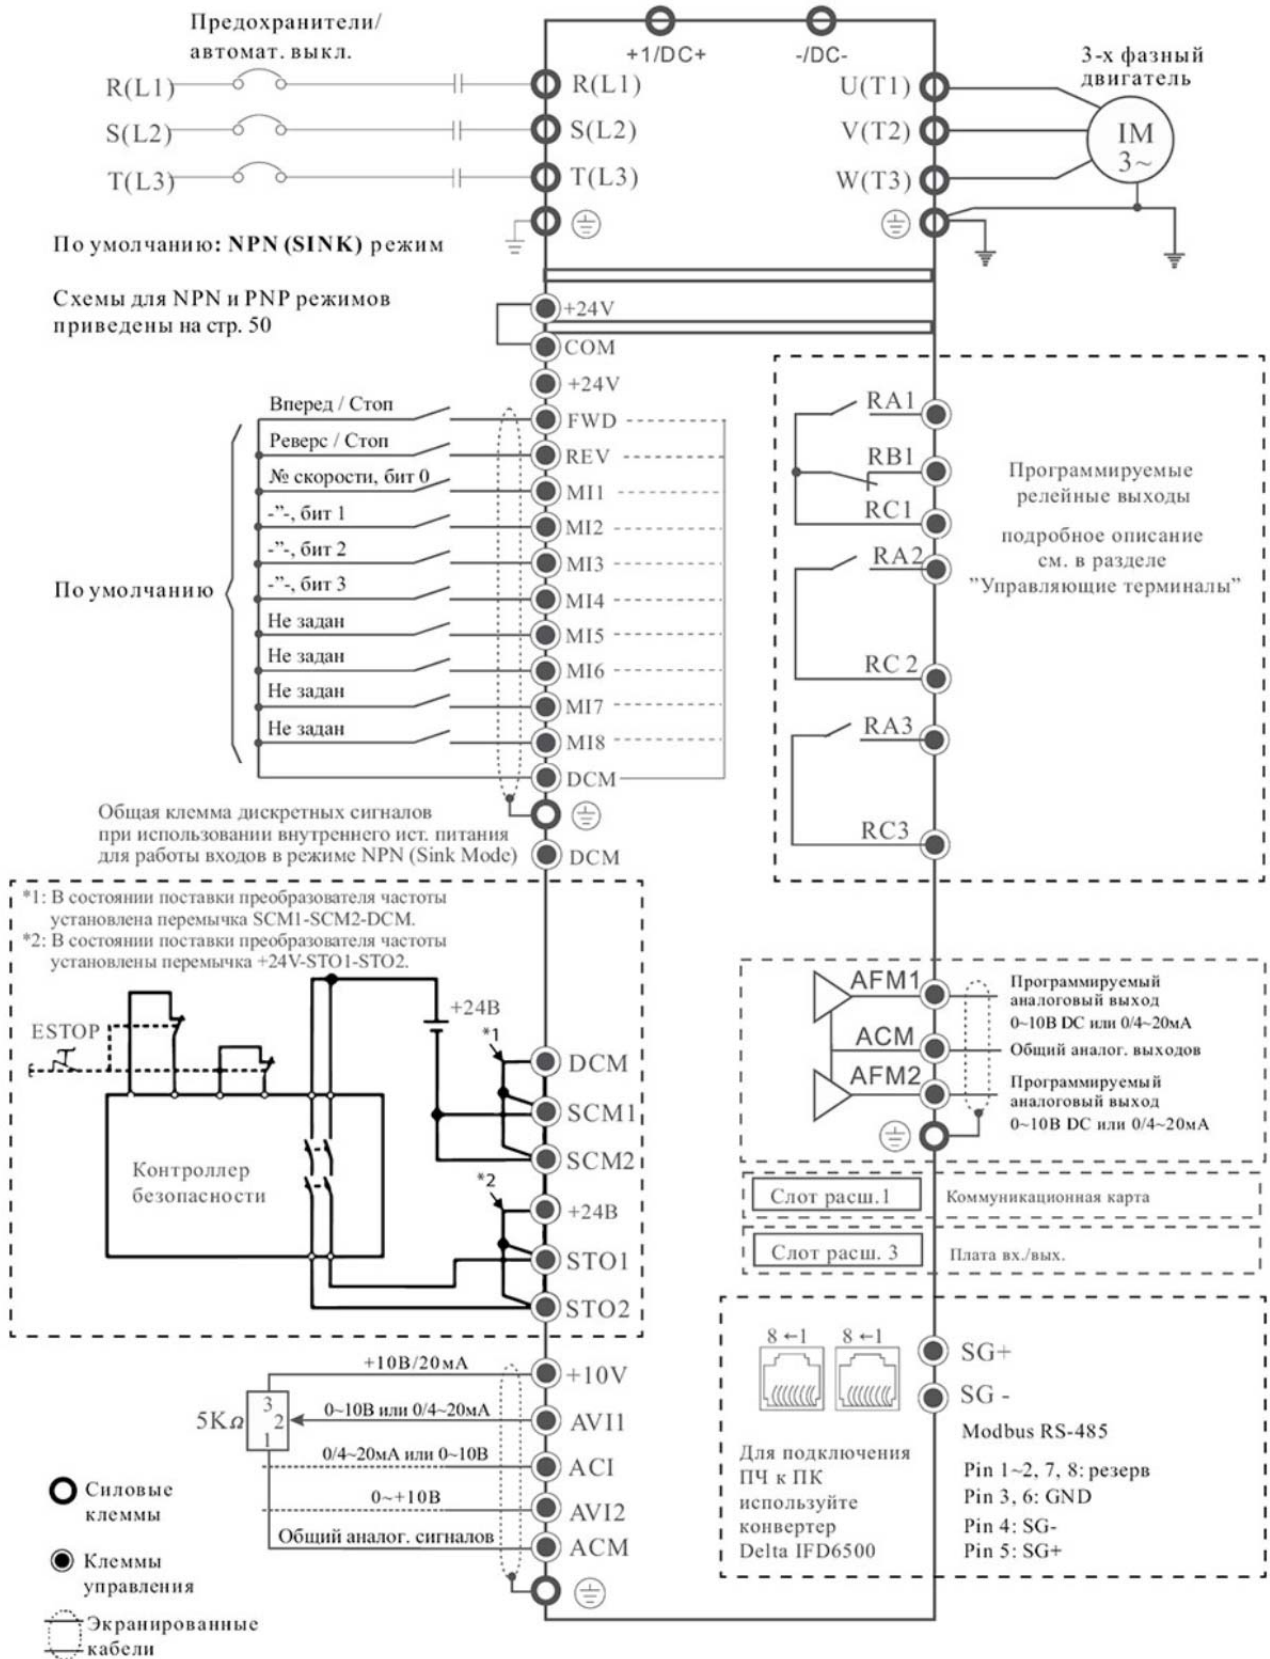 Предохранители/
автомат. выкл.
+1/DC+
-/DC-
3-х фазный
двигатель
R(L1)
R(L1)
U(T1)
S(L2)
S(L2)
V(T2)
IM
3~
T(L3)
T(L3)
W(T3)
По умолчанию: NPN (SINK) режим
Схемы для NPN и PNP режимов
приведены на стр. 50
+24V
COM
+24V
Вперед / Стоп
FWD
Реверс / Стоп
REV
№ скорости, бит 0
MI1
-”-, бит 1
MI2
-”-, бит 2
MI3
-”-, бит 3
MI4
По умолчанию
Не задан
MI5
Не задан
MI6
Не задан
MI7
Не задан
MI8
DCM
Общая клемма дискретных сигналов
при использовании внутреннего ист. питания
для работы входов в режиме NPN (Sink Mode)
DCM
RA1
RB1
RC1
RA2
RC 2
RA3
RC3
Программируемые
релейные выходы
подробное описание
см. в разделе
”Управляющие терминалы”
*1: В состоянии поставки преобразователя частоты
установлена перемычка SCM1-SCM2-DCM.
*2: В состоянии поставки преобразователя частоты
установлены перемычка +24V-STO1-STO2.
ESTOP
+24В
*1
DCM
SCM1
SCM2
Контроллер
безопасности
*2
+24В
STO1
STO2
AFM1
Программируемый
аналоговый выход
0~10В DC или 0/4~20мА
ACM
Общий аналог. выходов
AFM2
Программируемый
аналоговый выход
0~10В DC или 0/4~20мА
Слот расш.1
Коммуникационная карта
Слот расш. 3
Плата вх./вых.
+10В/20мА
+10V
5KΩ
3
2
1
0~10В или 0/4~20мА
AVI1
0/4~20мА или 0~10В
ACI
0~+10В
AVI2
Общий аналог. сигналов
ACM
8 ←1
8 ←1
SG+
SG -
Modbus RS-485
Для подключения
ПЧ к ПК
используйте
конвертер
Delta IFD6500
Pin 1~2, 7, 8: резерв
Pin 3, 6: GND
Pin 4: SG-
Pin 5: SG+
Силовые
клеммы
Клеммы
управления
Экранированные
кабели